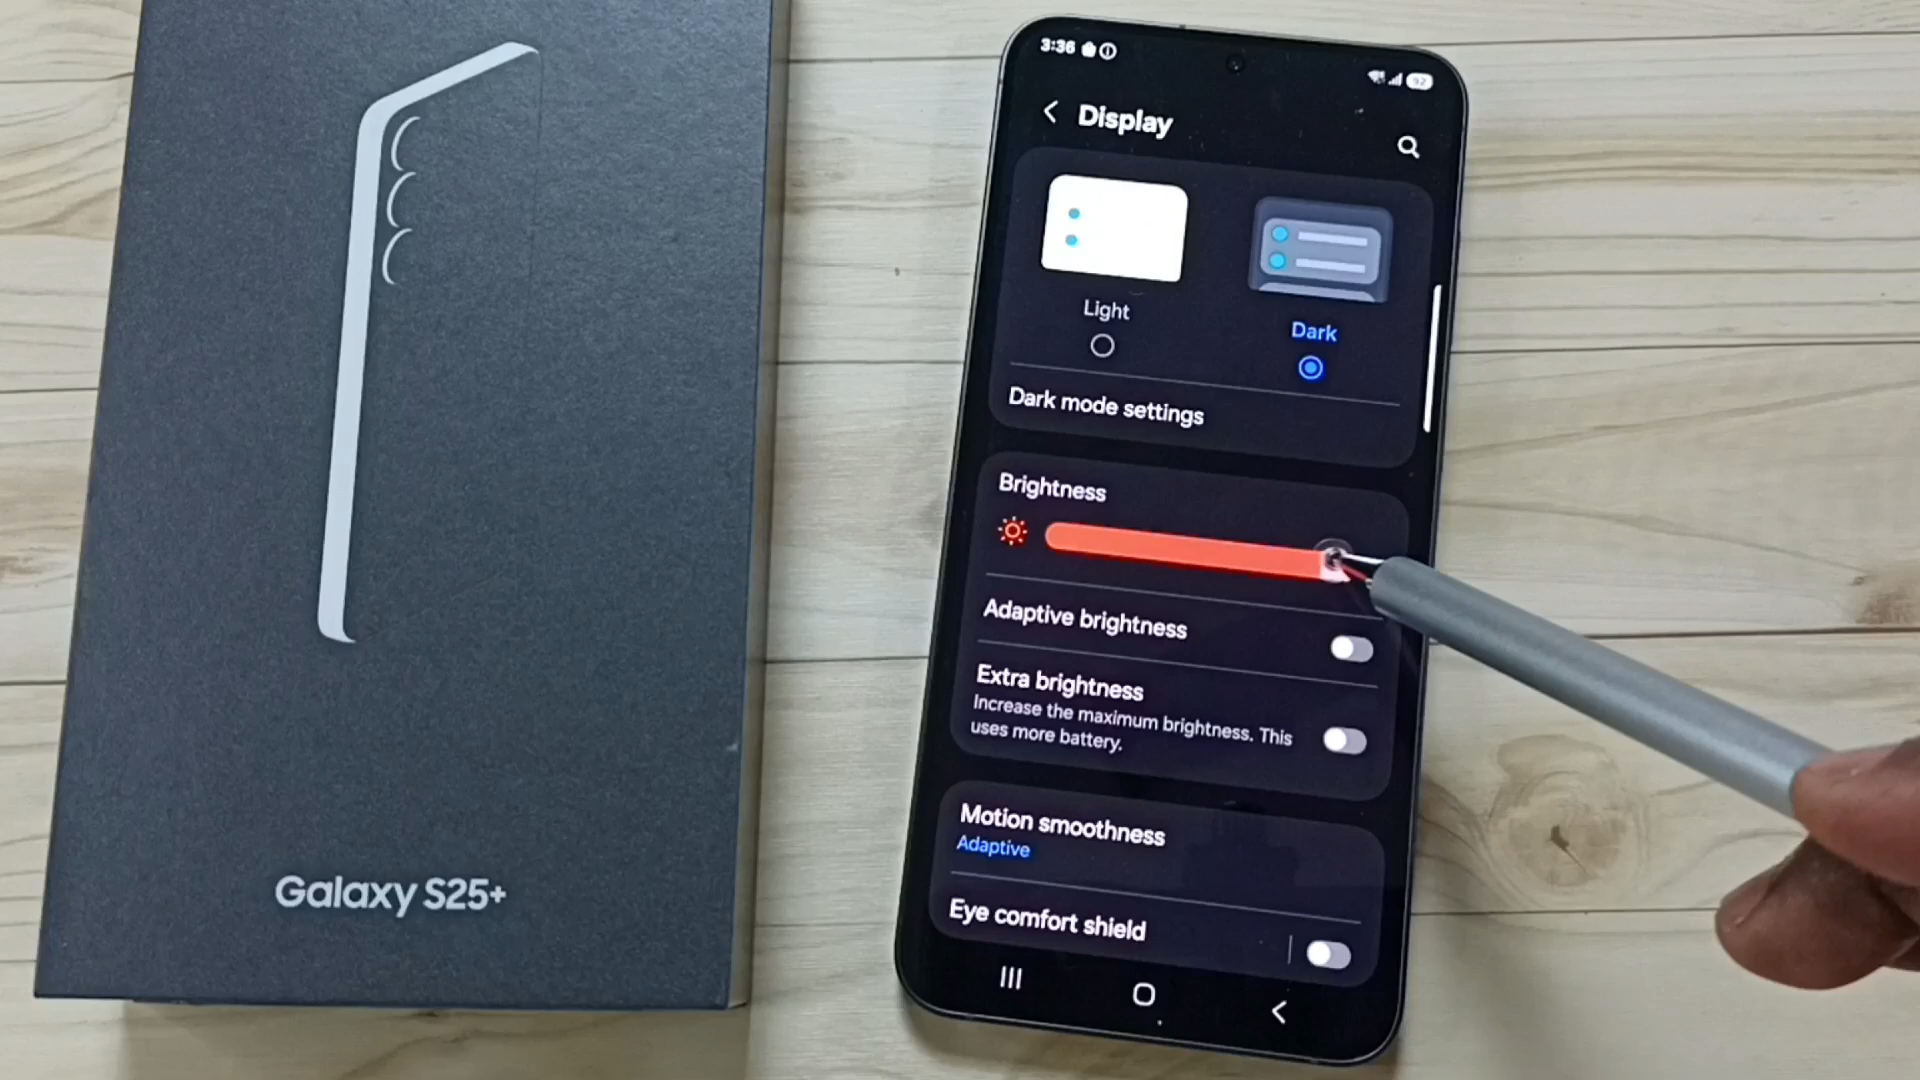 Galaxy S25+
3:36
92
Display
Light
Dark
Dark mode settings
Brightness
Adaptive brightness
Extra brightness
Increase the maximum brightness. This
uses more battery.
Motion smoothness
Adaptive
Eye comfort shield